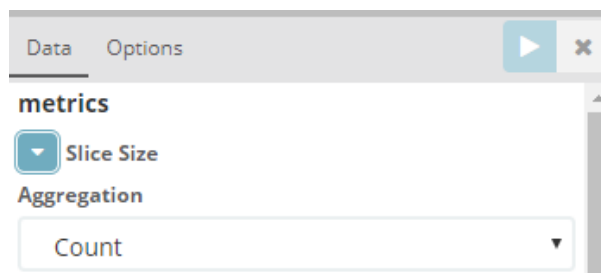 Data Options
metrics
Slice Size
Aggregation
Count